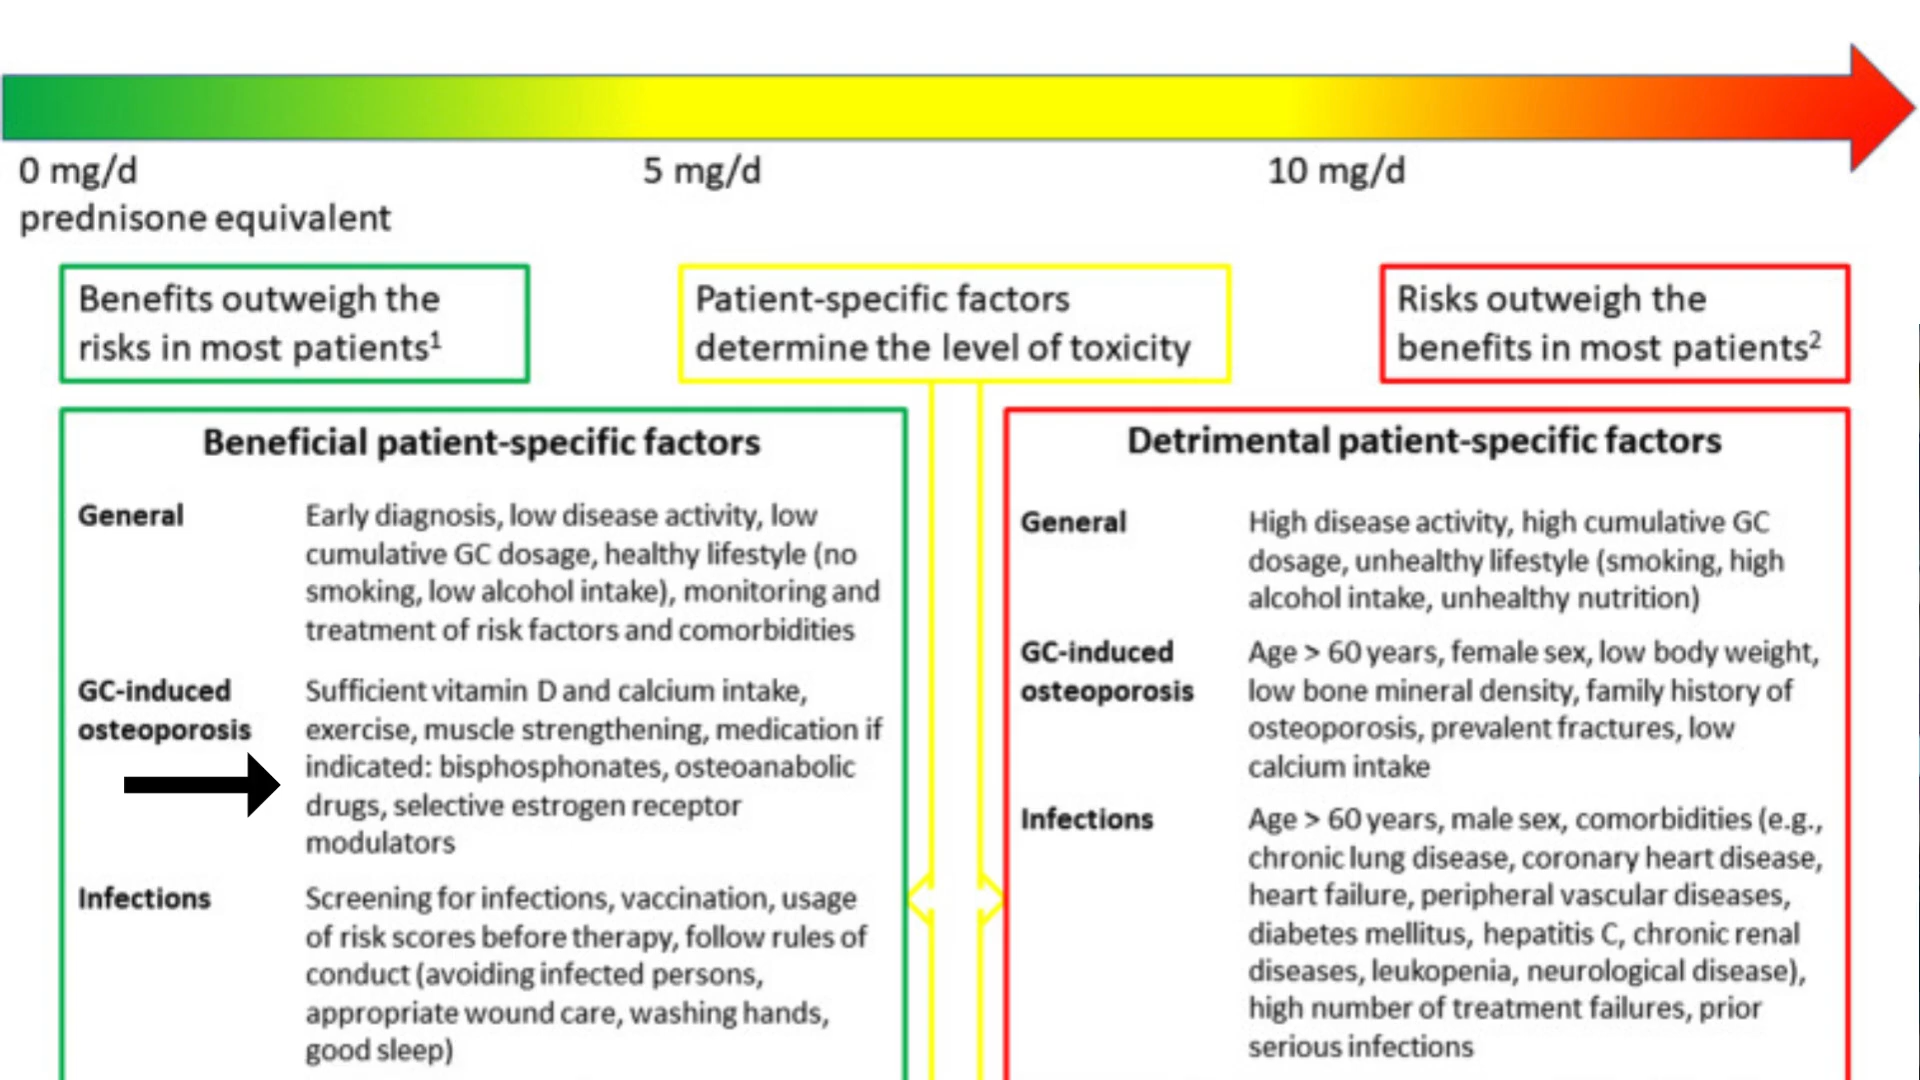 0 mg/d
5 mg/d
10 mg/d
prednisone equivalent
Benefits outweigh the
risks in most patients¹
Patient-specific factors
determine the level of toxicity
Risks outweigh the
benefits in most patients²
Beneficial patient-specific factors
General
Early diagnosis, low disease activity, low
cumulative GC dosage, healthy lifestyle (no
smoking, low alcohol intake), monitoring and
treatment of risk factors and comorbidities
GC-induced
osteoporosis
Sufficient vitamin D and calcium intake,
exercise, muscle strengthening, medication if
indicated: bisphosphonates, osteoanabolic
drugs, selective estrogen receptor
modulators
Infections
Screening for infections, vaccination, usage
of risk scores before therapy, follow rules of
conduct (avoiding infected persons,
appropriate wound care, washing hands,
good sleep)
Detrimental patient-specific factors
General
High disease activity, high cumulative GC
dosage, unhealthy lifestyle (smoking, high
alcohol intake, unhealthy nutrition)
GC-induced
osteoporosis
Age > 60 years, female sex, low body weight,
low bone mineral density, family history of
osteoporosis, prevalent fractures, low
calcium intake
Infections
Age > 60 years, male sex, comorbidities (e.g.,
chronic lung disease, coronary heart disease,
heart failure, peripheral vascular diseases,
diabetes mellitus, hepatitis C, chronic renal
diseases, leukopenia, neurological disease),
high number of treatment failures, prior
serious infections